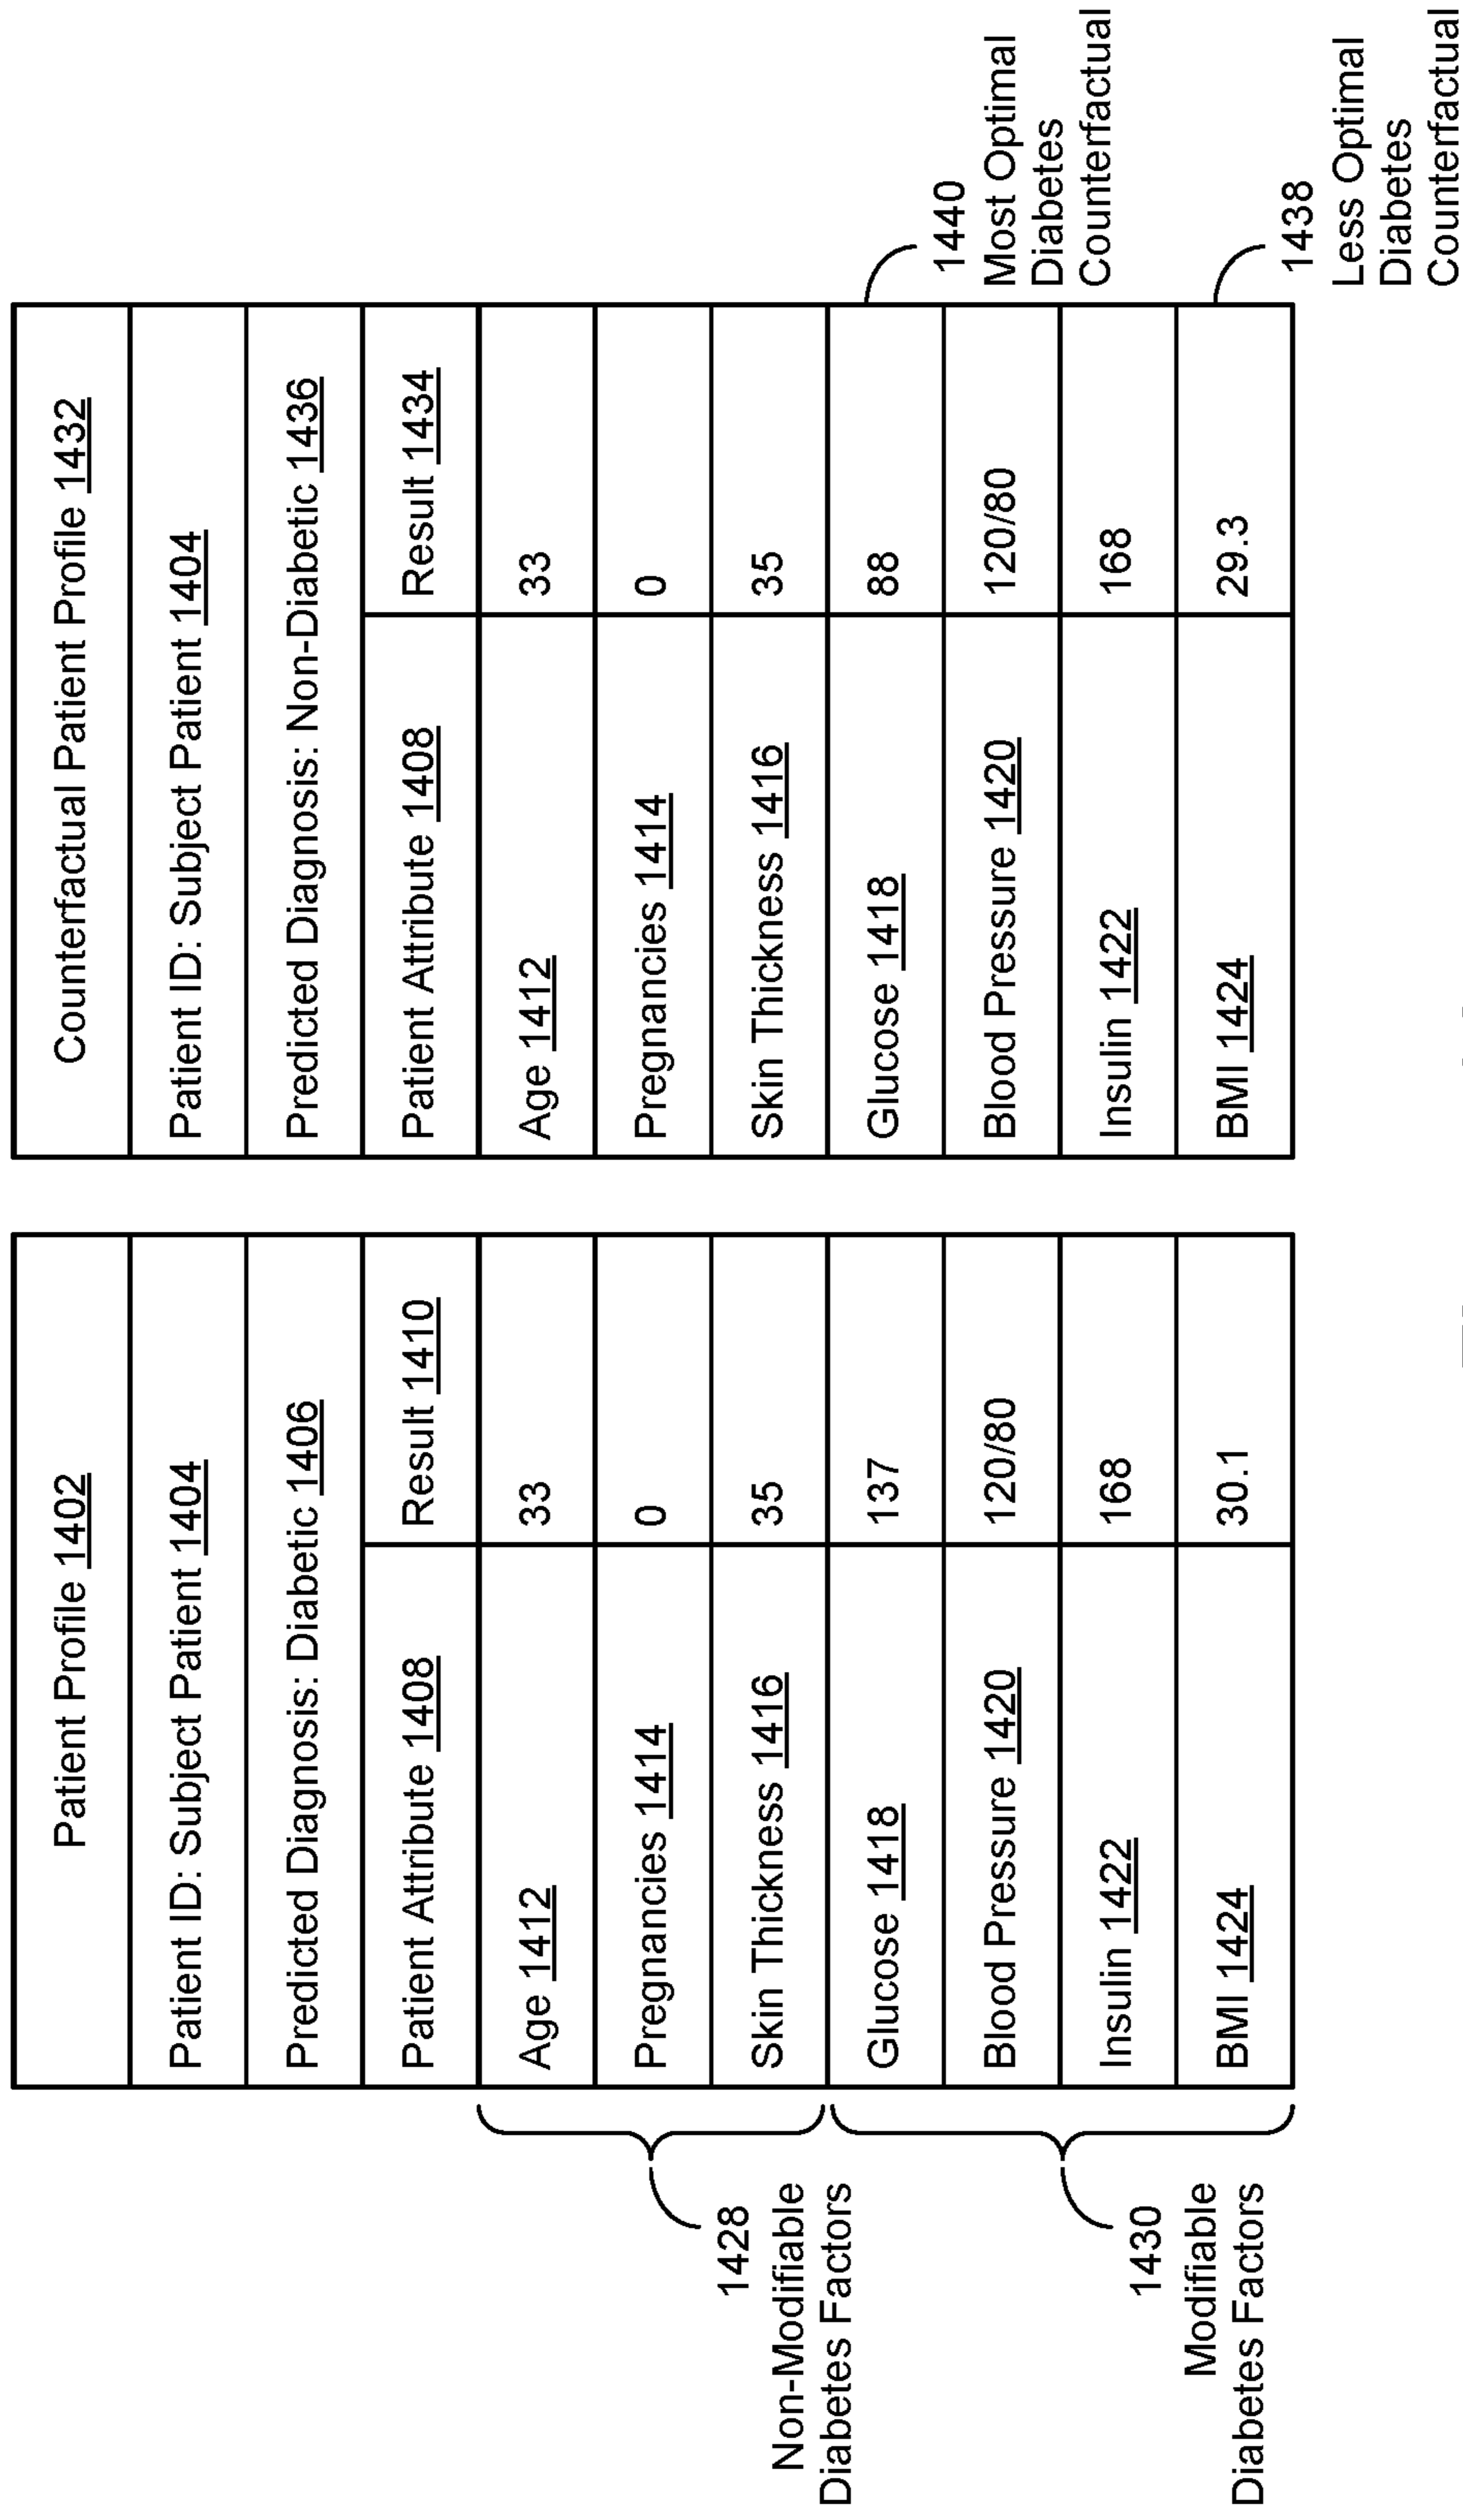 Patient Profile 1402
Patient ID: Subject Patient 1404
Predicted Diagnosis: Diabetic 1406
Patient Attribute 1408 Result 1410
Age 1412 33
Pregnancies 1414 0
Skin Thickness 1416 35
Glucose 1418 137
Blood Pressure 1420 120/80
Insulin 1422 168
BMI 1424 30.1
1428
Non-Modifiable
Diabetes Factors
1430
Modifiable
Diabetes Factors
Counterfactual Patient Profile 1432
Patient ID: Subject Patient 1404
Predicted Diagnosis: Non-Diabetic 1436
Patient Attribute 1408 Result 1434
Age 1412 33
Pregnancies 1414 0
Skin Thickness 1416 35
Glucose 1418 88
Blood Pressure 1420 120/80
Insulin 1422 168
BMI 1424 29.3
1440
Most Optimal
Diabetes
Counterfactual
1438
Less Optimal
Diabetes
Counterfactual